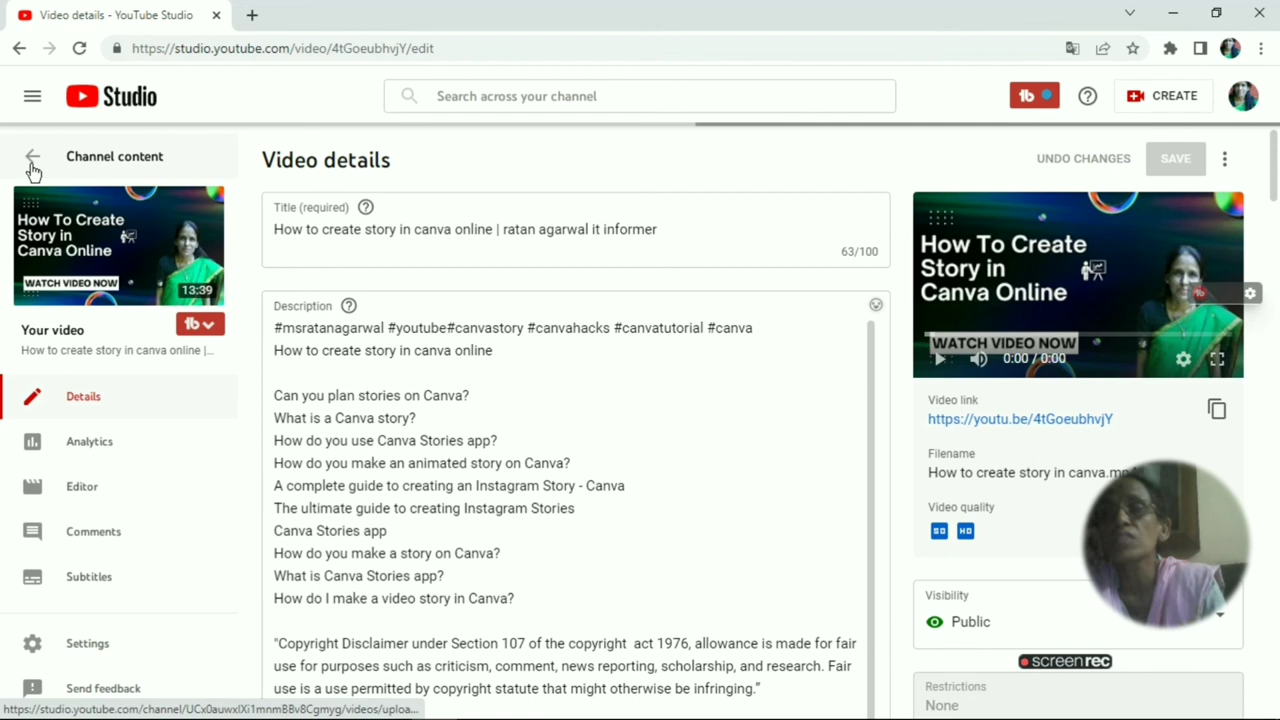 Video details - YouTube Studio
https://studio.youtube.com/video/4tGoeubhvjY/edit
Studio
Search across your channel
CREATE
Channel content
Video details
UNDO CHANGES
SAVE
How To Create
Story in
Canva Online
WATCH VIDEO NOW
13:39
Your video
How to create story in canva online |...
Details
Analytics
Editor
Comments
Subtitles
Settings
Send feedback
Title (required)
How to create story in canva online | ratan agarwal it informer
63/100
Description
#msratanagarwal #youtube#canvastory #canvahacks #canvatutorial #canva
How to create story in canva online
Can you plan stories on Canva?
What is a Canva story?
How do you use Canva Stories app?
How do you make an animated story on Canva?
A complete guide to creating an Instagram Story - Canva
The ultimate guide to creating Instagram Stories
Canva Stories app
How do you make a story on Canva?
What is Canva Stories app?
How do I make a video story in Canva?
"Copyright Disclaimer under Section 107 of the copyright act 1976, allowance is made for fair
use for purposes such as criticism, comment, news reporting, scholarship, and research. Fair
use is a use permitted by copyright statute that might otherwise be infringing."
How To Create
Story in
Canva Online
WATCH VIDEO NOW
0:00 / 0:00
Video link
https://youtu.be/4tGoeubhvjY
Filename
How to create story in
Video quality
SD HD
Visibility
Public
screen rec
Restrictions
None
https://studio.youtube.com/channel/UCx0auwxlXi1mnmBBv8Cgmyg/videos/uploa...